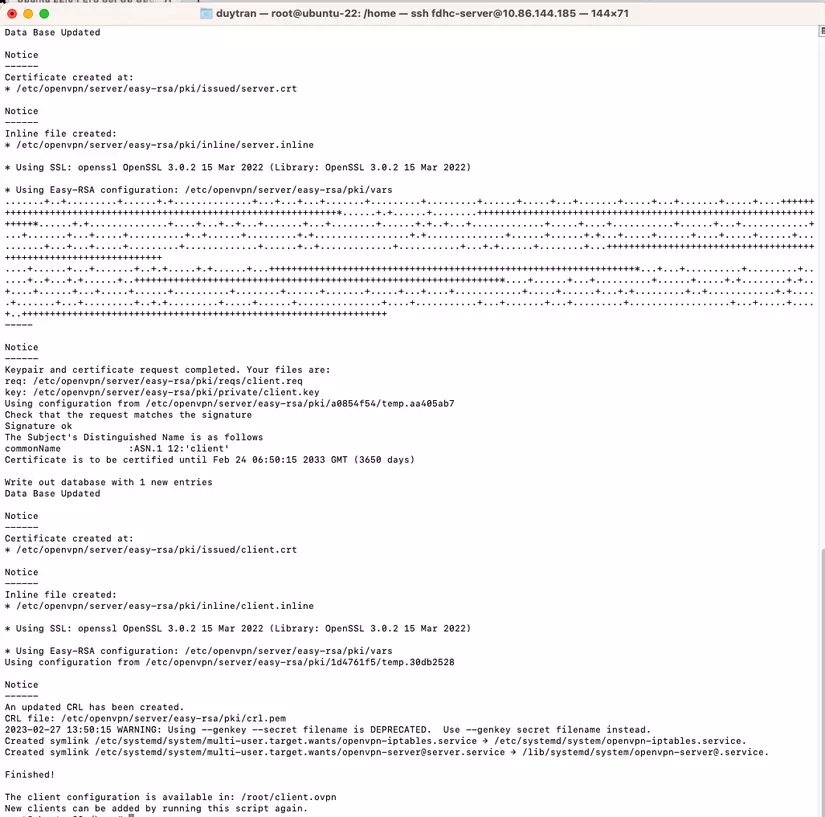 duytran — root@ubuntu-22: /home — ssh fdhc-server@10.86.144.185 — 144×71
Data Base Updated
Notice
------
Certificate created at:
* /etc/openvpn/server/easy-rsa/pki/issued/server.crt
Notice
------
Inline file created:
* /etc/openvpn/server/easy-rsa/pki/inline/server.inline
* Using SSL: openssl OpenSSL 3.0.2 15 Mar 2022 (Library: OpenSSL 3.0.2 15 Mar 2022)
* Using Easy-RSA configuration: /etc/openvpn/server/easy-rsa/pki/vars
-----
Notice
------
Keypair and certificate request completed. Your files are:
req: /etc/openvpn/server/easy-rsa/pki/reqs/client.req
key: /etc/openvpn/server/easy-rsa/pki/private/client.key
Using configuration from /etc/openvpn/server/easy-rsa/pki/a0854f54/temp.aa405ab7
Check that the request matches the signature
Signature ok
The Subject's Distinguished Name is as follows
commonName            :ASN.1 12:'client'
Certificate is to be certified until Feb 24 06:50:15 2033 GMT (3650 days)
Write out database with 1 new entries
Data Base Updated
Notice
------
Certificate created at:
* /etc/openvpn/server/easy-rsa/pki/issued/client.crt
Notice
------
Inline file created:
* /etc/openvpn/server/easy-rsa/pki/inline/client.inline
* Using SSL: openssl OpenSSL 3.0.2 15 Mar 2022 (Library: OpenSSL 3.0.2 15 Mar 2022)
* Using Easy-RSA configuration: /etc/openvpn/server/easy-rsa/pki/vars
Using configuration from /etc/openvpn/server/easy-rsa/pki/1d4761f5/temp.30db2528
Notice
------
An updated CRL has been created.
CRL file: /etc/openvpn/server/easy-rsa/pki/crl.pem
2023-02-27 13:50:15 WARNING: Using --genkey --secret filename is DEPRECATED.  Use --genkey secret filename instead.
Created symlink /etc/systemd/system/multi-user.target.wants/openvpn-iptables.service → /etc/systemd/system/openvpn-iptables.service.
Created symlink /etc/systemd/system/multi-user.target.wants/openvpn-server@server.service → /lib/systemd/system/openvpn-server@.service.
Finished!
The client configuration is available in: /root/client.ovpn
New clients can be added by running this script again.